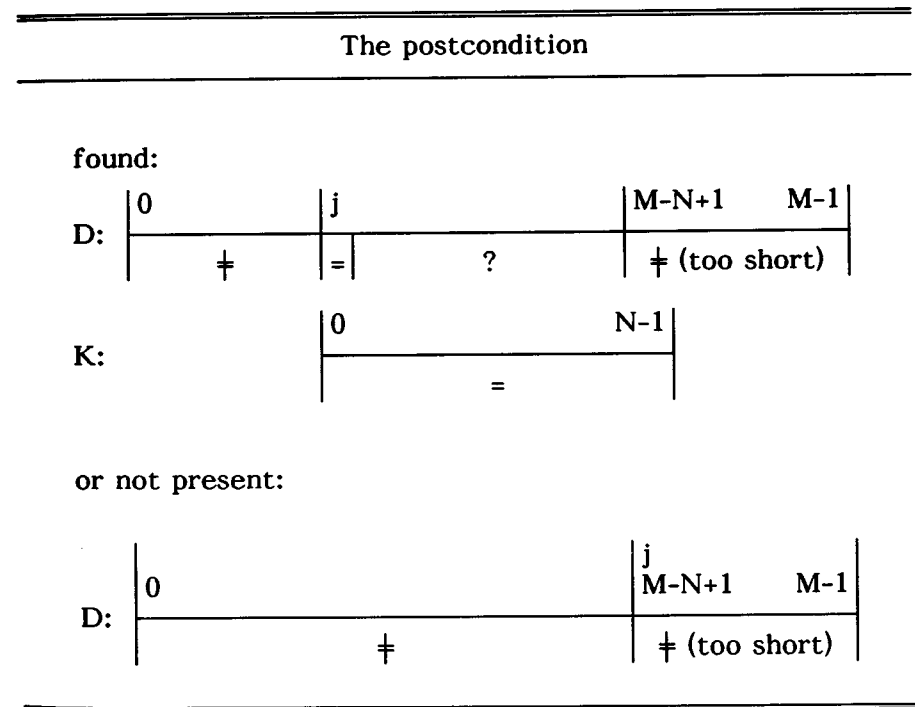 The postcondition
found:
0 j M-N+1 M-1
D:
≠ = ? ≠ (too short)
0 N-1
K:
=
or not present:
j
0 M-N+1 M-1
D:
≠ ≠ (too short)